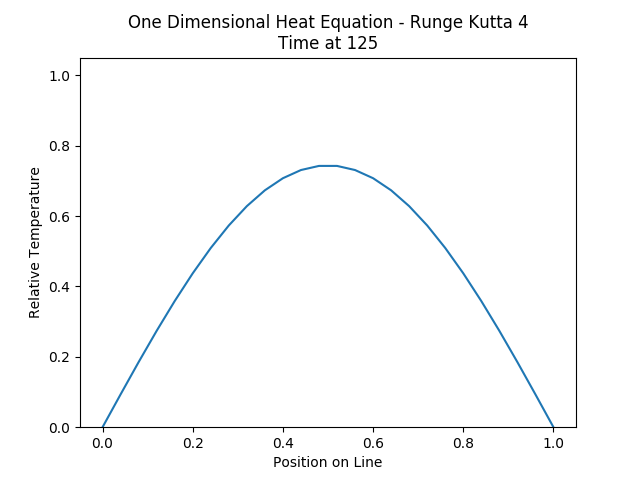 One Dimensional Heat Equation - Runge Kutta 4
Time at 125
1.0
0.8
0.6
0.4
0.2
0.0
Relative Temperature
0.0 0.2 0.4 0.6 0.8 1.0
Position on Line